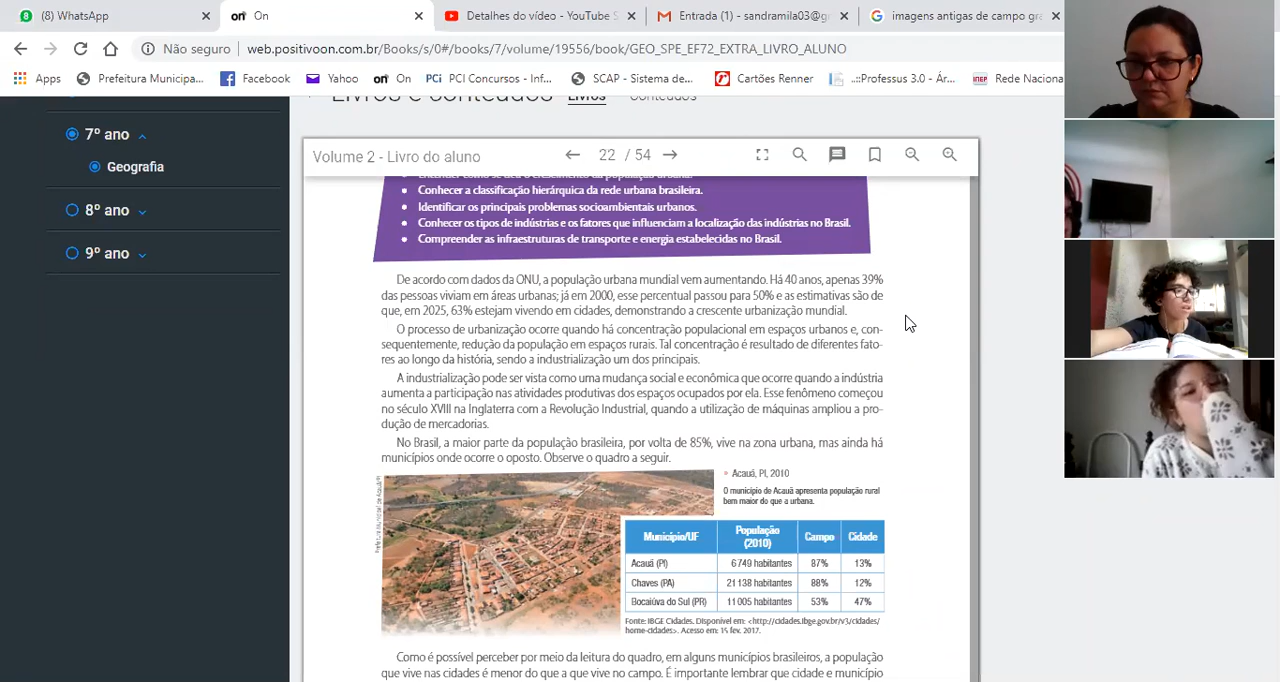 (8) WhatsApp
On
Detalhes do vídeo - YouTube S
Entrada (1) - sandramila03@g
imagens antigas de campo gra
Não seguro
web.positivoon.com.br/Books/s/0#/books/7/volume/19556/book/GEO_SPE_EF72_EXTRA_LIVRO_ALUNO
Apps
Prefeitura Municipa...
Facebook
Yahoo
On
PCi PCI Concursos - Inf...
SCAP - Sistema de...
Cartões Renner
..::Professus 3.0 - Ár...
INEP Rede Naciona
Livros e conteúdos Livros Conteúdos
7º ano
Geografia
8º ano
9º ano
Volume 2 - Livro do aluno
22 / 54
Entender como se deu o crescimento da população urbana.
• Conhecer a classificação hierárquica da rede urbana brasileira.
• Identificar os principais problemas socioambientais urbanos.
• Conhecer os tipos de indústrias e os fatores que influenciam a localização das indústrias no Brasil.
• Compreender as infraestruturas de transporte e energia estabelecidas no Brasil.
De acordo com dados da ONU, a população urbana mundial vem aumentando. Há 40 anos, apenas 39%
das pessoas viviam em áreas urbanas; já em 2000, esse percentual passou para 50% e as estimativas são de
que, em 2025, 63% estejam vivendo em cidades, demonstrando a crescente urbanização mundial.
O processo de urbanização ocorre quando há concentração populacional em espaços urbanos e, con-
sequentemente, redução da população em espaços rurais. Tal concentração é resultado de diferentes fato-
res ao longo da história, sendo a industrialização um dos principais.
A industrialização pode ser vista como uma mudança social e econômica que ocorre quando a indústria
aumenta a participação nas atividades produtivas dos espaços ocupados por ela. Esse fenômeno começou
no século XVIII na Inglaterra com a Revolução Industrial, quando a utilização de máquinas ampliou a pro-
dução de mercadorias.
No Brasil, a maior parte da população brasileira, por volta de 85%, vive na zona urbana, mas ainda há
municípios onde ocorre o oposto. Observe o quadro a seguir.
• Acauã, PI, 2010
O município de Acauã apresenta população rural
bem maior do que a urbana.
Município/UF População (2010) Campo Cidade
Acauã (PI) 6 749 habitantes 87% 13%
Chaves (PA) 21 138 habitantes 88% 12%
Bocaiúva do Sul (PR) 11 005 habitantes 53% 47%
Fonte: IBGE Cidades. Disponível em: <http://cidades.ibge.gov.br/v3/cidades/
home-cidades>. Acesso em: 15 fev. 2017.
Como é possível perceber por meio da leitura do quadro, em alguns municípios brasileiros, a população
que vive nas cidades é menor do que a que vive no campo. É importante lembrar que cidade e município